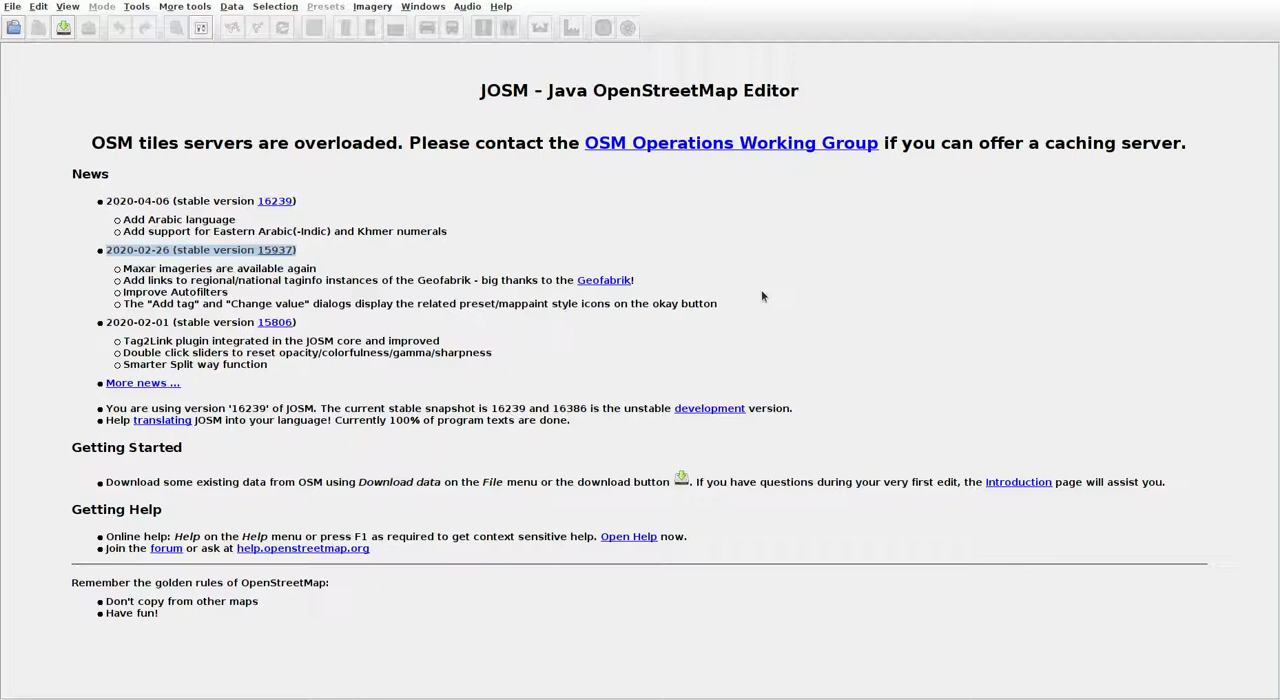 File Edit View Mode Tools More tools Data Selection Presets Imagery Windows Audio Help
JOSM – Java OpenStreetMap Editor
OSM tiles servers are overloaded. Please contact the OSM Operations Working Group if you can offer a caching server.
News
2020-04-06 (stable version 16239)
Add Arabic language
Add support for Eastern Arabic(-Indic) and Khmer numerals
2020-02-26 (stable version 15937)
Maxar imageries are available again
Add links to regional/national taginfo instances of the Geofabrik - big thanks to the Geofabrik!
Improve Autofilters
The "Add tag" and "Change value" dialogs display the related preset/mappaint style icons on the okay button
2020-02-01 (stable version 15806)
Tag2Link plugin integrated in the JOSM core and improved
Double click sliders to reset opacity/colorfulness/gamma/sharpness
Smarter Split way function
More news ...
You are using version '16239' of JOSM. The current stable snapshot is 16239 and 16386 is the unstable development version.
Help translating JOSM into your language! Currently 100% of program texts are done.
Getting Started
Download some existing data from OSM using Download data on the File menu or the download button . If you have questions during your very first edit, the Introduction page will assist you.
Getting Help
Online help: Help on the Help menu or press F1 as required to get context sensitive help. Open Help now.
Join the forum or ask at help.openstreetmap.org
Remember the golden rules of OpenStreetMap:
Don't copy from other maps
Have fun!